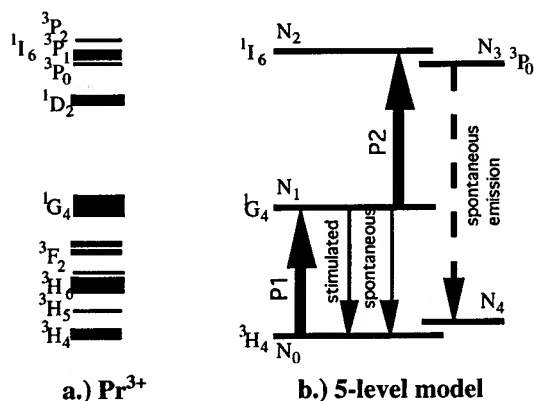 ³P₂
¹I₆ ³P₁
³P₀
¹D₂
¹G₄
³F₂
³H₆
³H₅
³H₄
a.) Pr³⁺
N₂
¹I₆
N₃ ³P₀
P2
spontaneous
emission
N₁
¹G₄
P1
stimulated
spontaneous
N₄
³H₄
N₀
b.) 5-level model